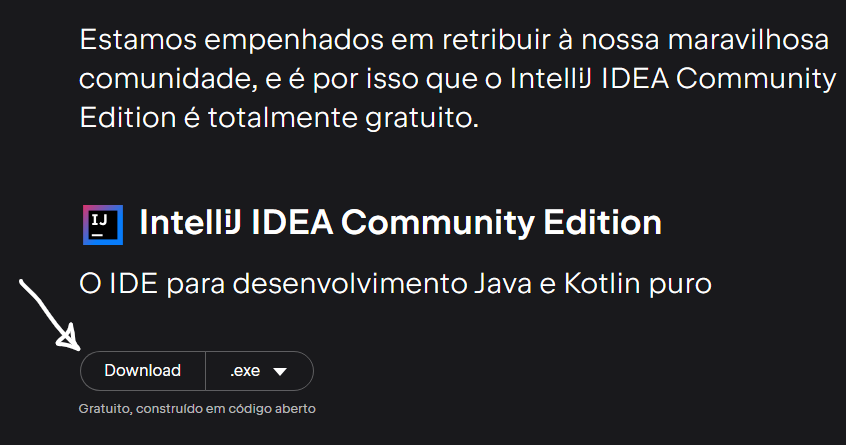 Estamos empenhados em retribuir à nossa maravilhosa
comunidade, e é por isso que o IntelliJ IDEA Community
Edition é totalmente gratuito.
IJ
IntelliJ IDEA Community Edition
O IDE para desenvolvimento Java e Kotlin puro
Download .exe
Gratuito, construído em código aberto